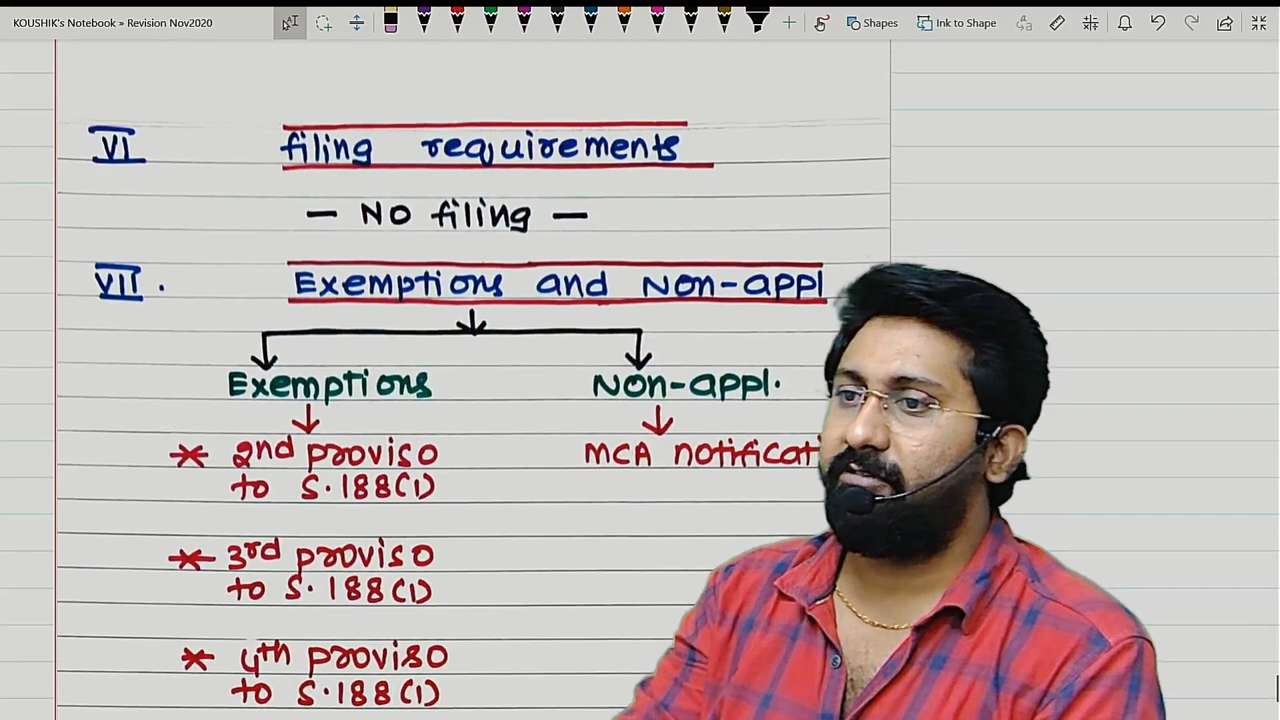 KOUSHIK's Notebook » Revision Nov2020
Shapes
Ink to Shape
VI filing requirements
— NO filing —
VII. Exemptions and Non-appl
Exemptions Non-appl.
* 2nd proviso MCA notificati
to S.188(1)
* 3rd proviso
to S.188(1)
* 4th proviso
to S.188(1)